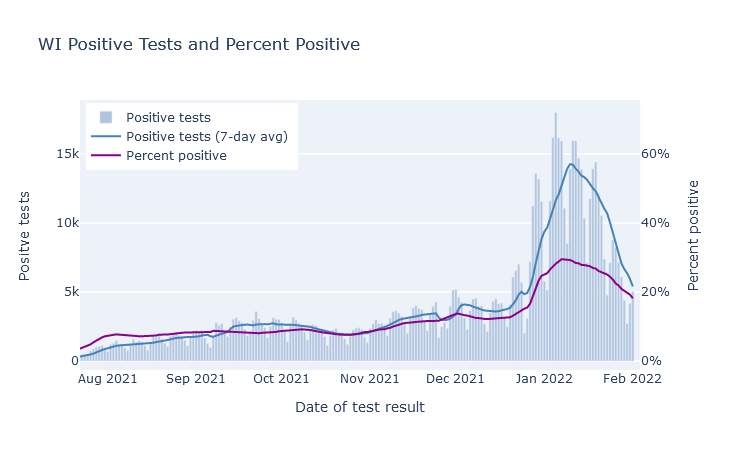 WI Positive Tests and Percent Positive
Positive tests
Positive tests (7-day avg)
Percent positive
15k
10k
5k
0
60%
40%
20%
0%
Positve tests
Percent positive
Aug 2021
Sep 2021
Oct 2021
Nov 2021
Dec 2021
Jan 2022
Feb 2022
Date of test result